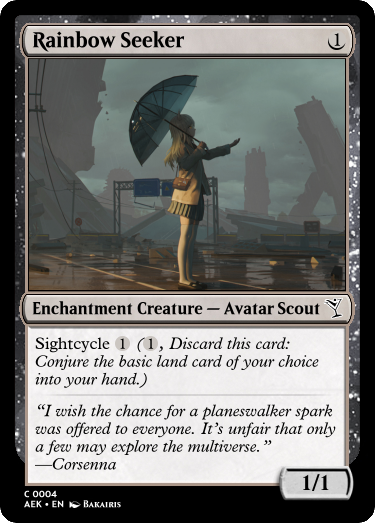 Rainbow Seeker 1
Enchantment Creature — Avatar Scout
Sightcycle 1 (1, Discard this card:
Conjure the basic land card of your choice
into your hand.)
“I wish the chance for a planeswalker spark
was offered to everyone. It’s unfair that only
a few may explore the multiverse.”
—Corsenna
1/1
C 0004
AEK • EN Bakairis